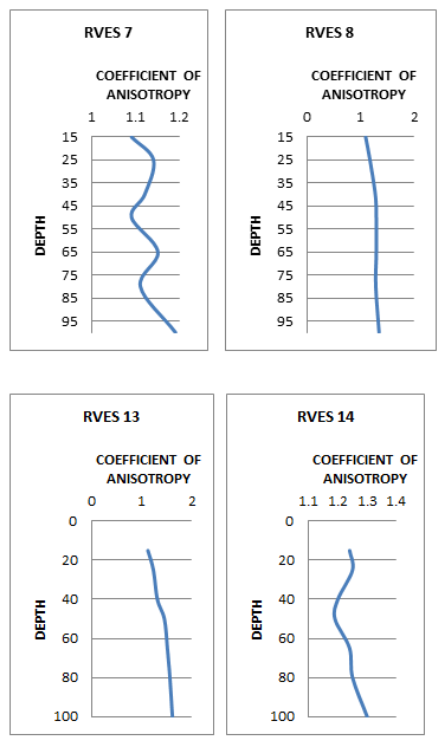 RVES 7
COEFFICIENT OF
ANISOTROPY
1 1.1 1.2
15
25
35
45
55
65
75
85
95
DEPTH
RVES 8
COEFFICIENT OF
ANISOTROPY
0 1 2
15
25
35
45
55
65
75
85
95
DEPTH
RVES 13
COEFFICIENT OF
ANISOTROPY
0 1 2
0
20
40
60
80
100
DEPTH
RVES 14
COEFFICIENT OF
ANISOTROPY
1.1 1.2 1.3 1.4
0
20
40
60
80
100
DEPTH